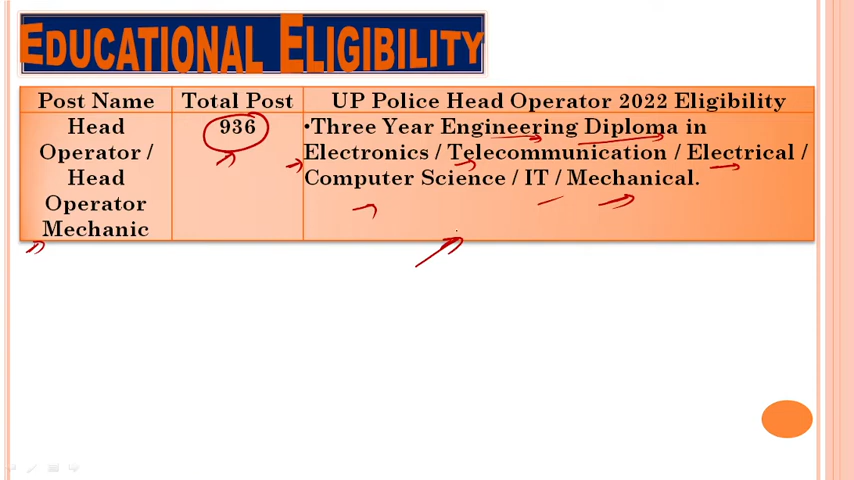 EDUCATIONAL ELIGIBILITY
Post Name Total Post UP Police Head Operator 2022 Eligibility
Head
Operator /
Head
Operator
Mechanic
936
•Three Year Engineering Diploma in
Electronics / Telecommunication / Electrical /
Computer Science / IT / Mechanical.